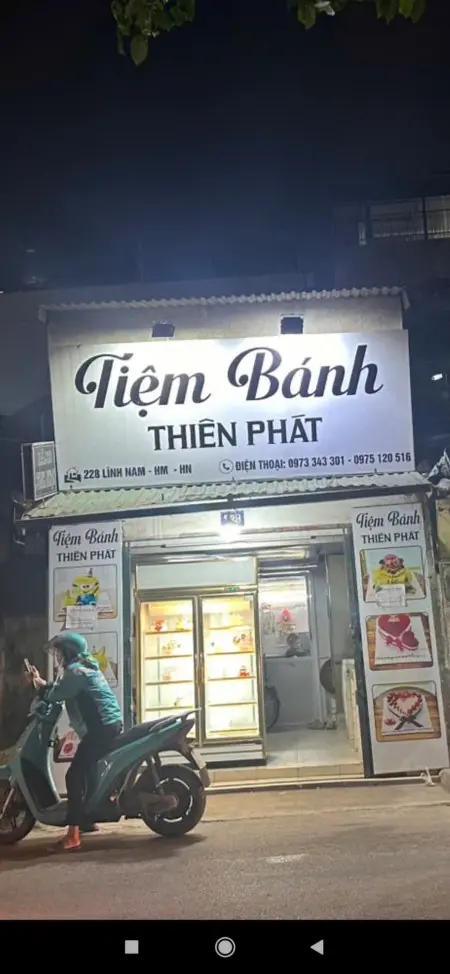 Tiệm Bánh
THIÊN PHÁT
228 LĨNH NAM - HM - HN
ĐIỆN THOẠI: 0973 343 301 - 0975 120 516
Tiệm Bánh
THIÊN PHÁT
Tiệm Bánh
THIÊN PHÁT